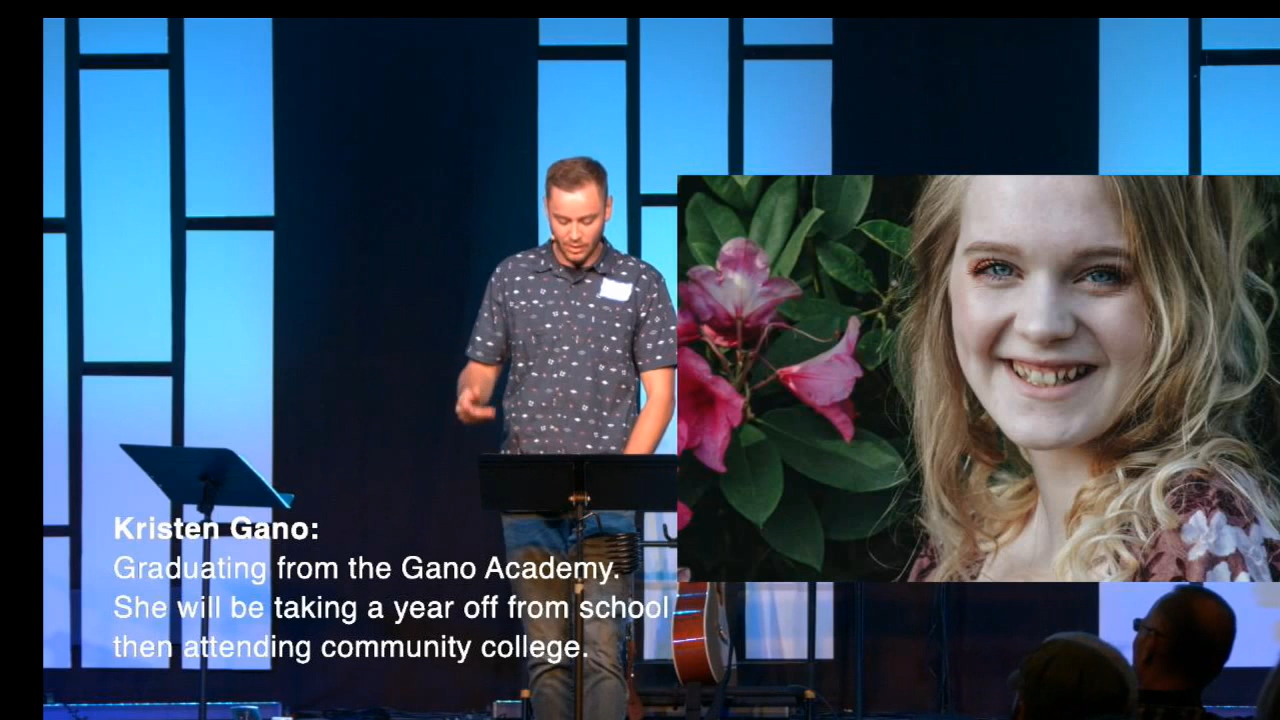 Kristen Gano:
Graduating from the Gano Academy.
She will be taking a year off from school
then attending community college.